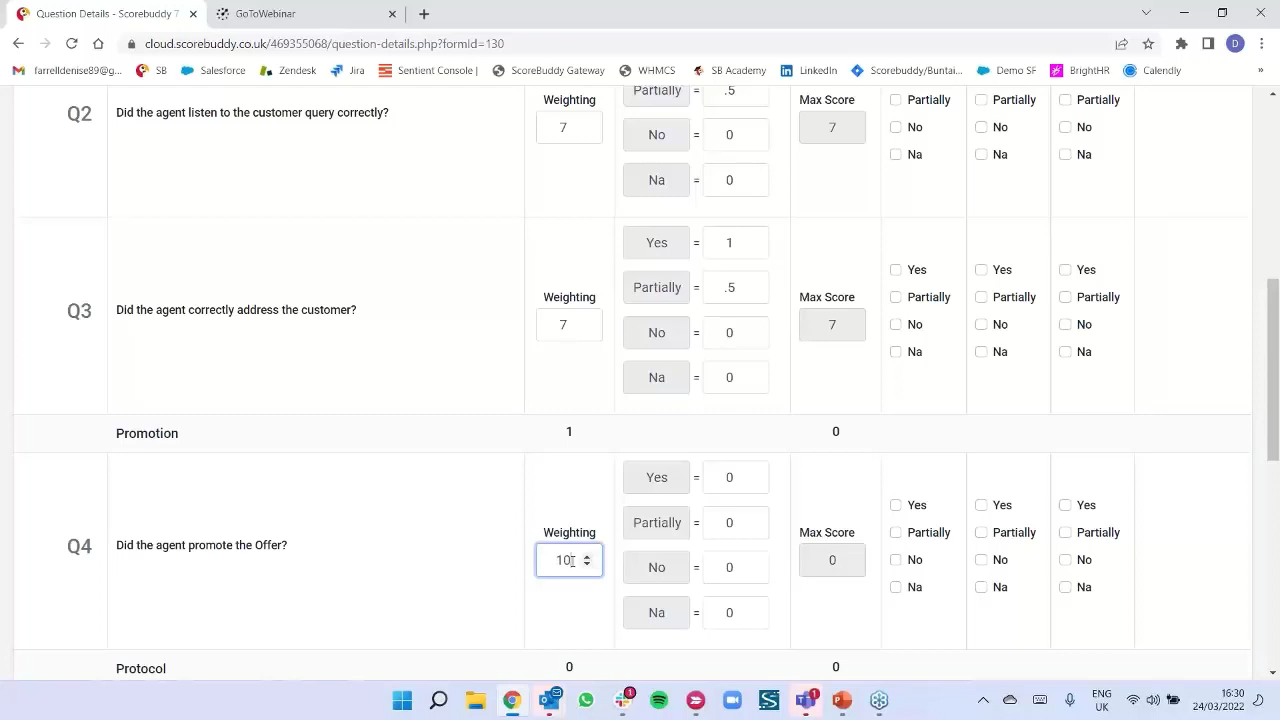 Question Details - Scorebuddy 7
GoToWebinar
cloud.scorebuddy.co.uk/469355068/question-details.php?formId=130
D
farrelldenise89@g...
SB
Salesforce
Zendesk
JL
Sentient Console |
ScoreBuddy Gateway
WHMCS
SB Academy
LinkedIn
Scorebuddy/Buntai...
Demo SF
BrightHR
Calendly
»
Q2
Did the agent listen to the customer query correctly?
Weighting
7
Partially = .5
No = 0
Na = 0
Max Score
7
Partially Partially Partially
No No No
Na Na Na
Q3
Did the agent correctly address the customer?
Weighting
7
Yes = 1
Partially = .5
No = 0
Na = 0
Max Score
7
Yes Yes Yes
Partially Partially Partially
No No No
Na Na Na
Promotion 1 0
Q4
Did the agent promote the Offer?
Weighting
10
Yes = 0
Partially = 0
No = 0
Na = 0
Max Score
0
Yes Yes Yes
Partially Partially Partially
No No No
Na Na Na
Protocol 0 0
1
1
ENG
UK
16:30
24/03/2022